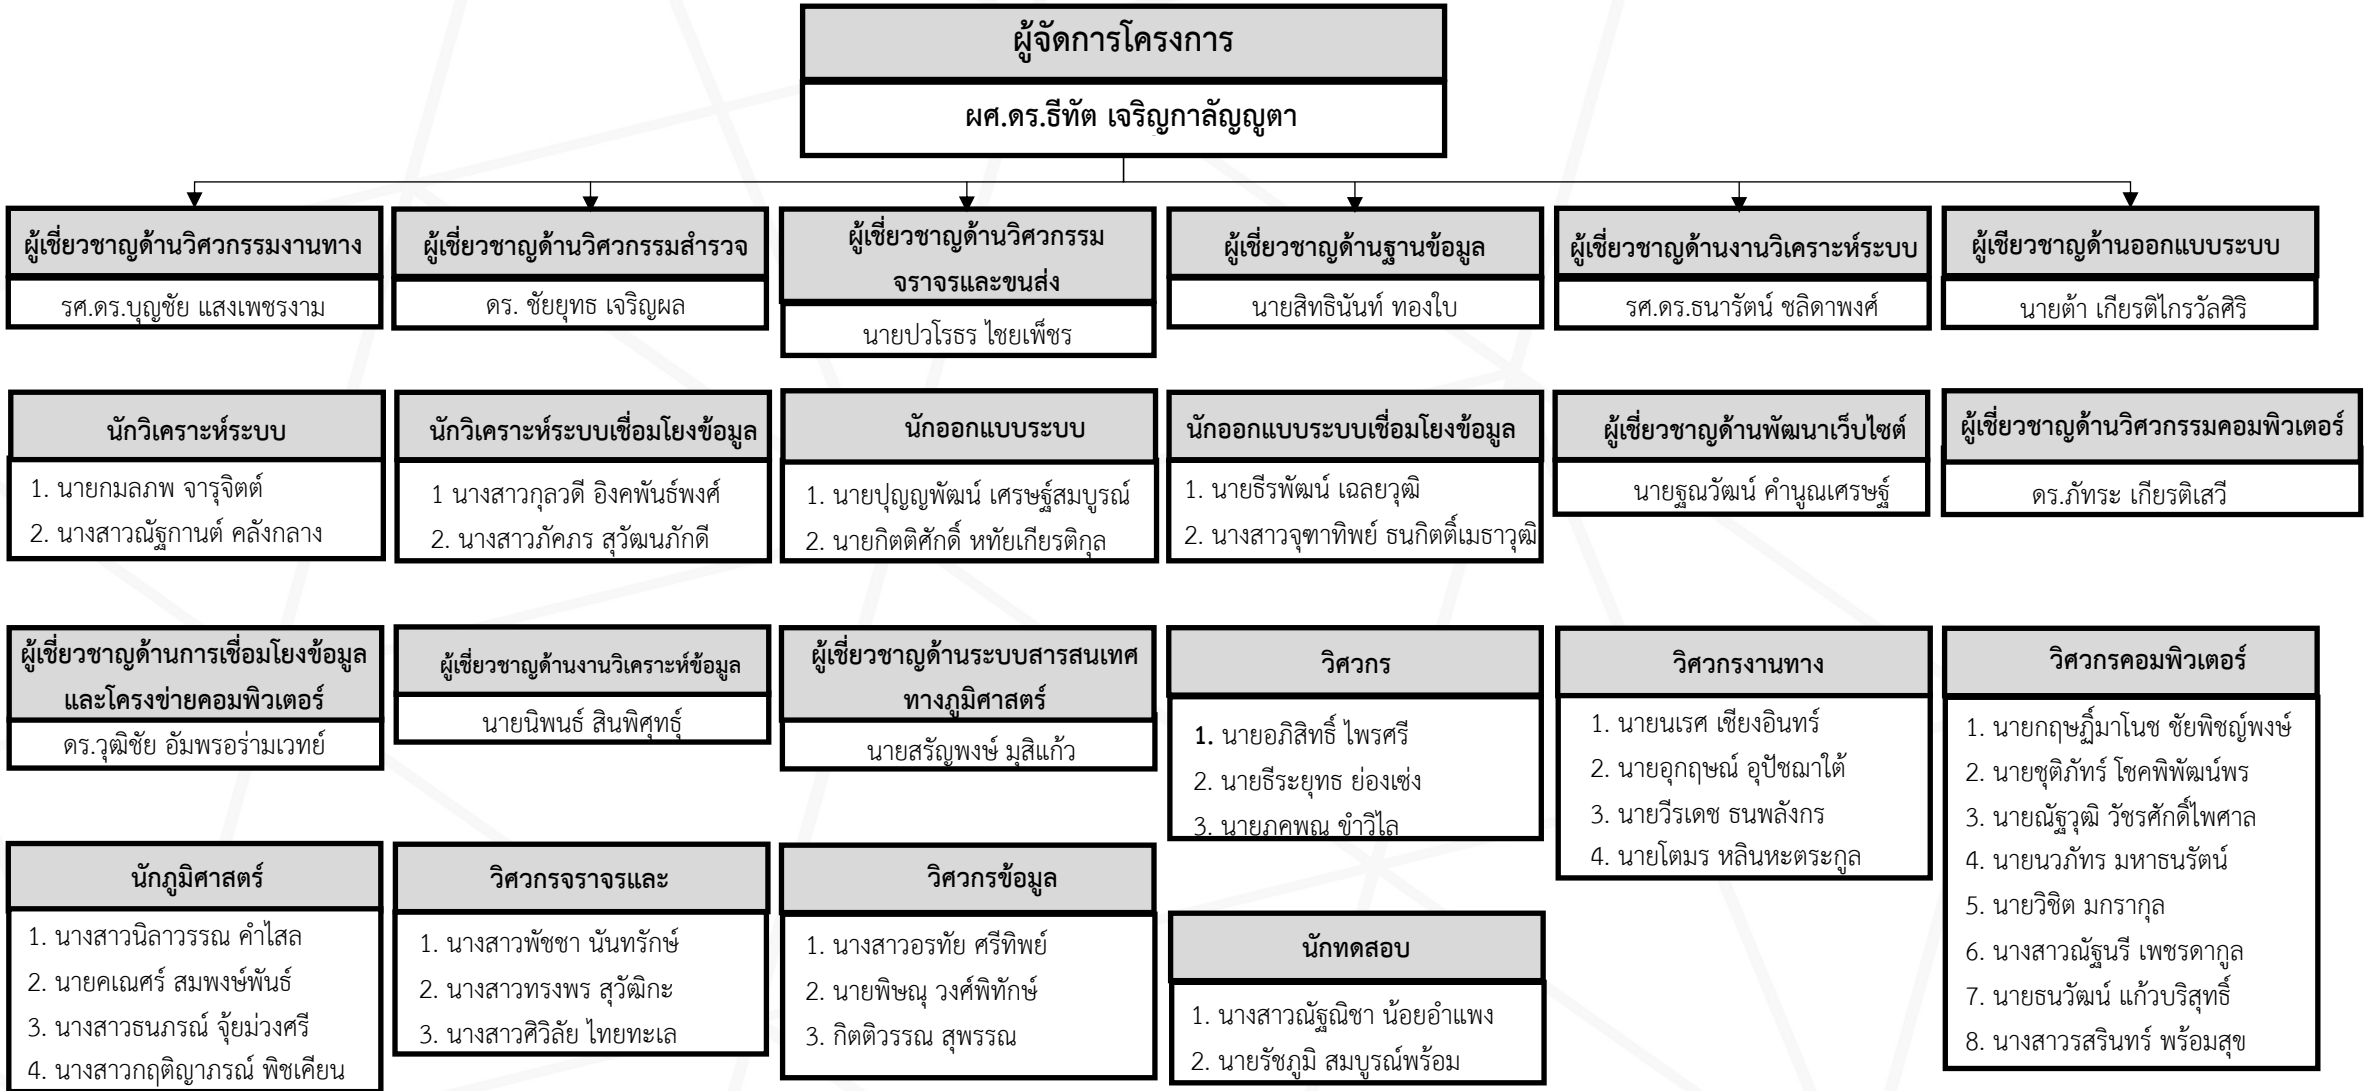 ผู้จัดการโครงการ
ผศ.ดร.ธีทัต เจริญกาลัญญูตา
ผู้เชี่ยวชาญด้านวิศวกรรมงานทาง
รศ.ดร.บุญชัย แสงเพชรงาม
ผู้เชี่ยวชาญด้านวิศวกรรมสำรวจ
ดร. ชัยยุทธ เจริญผล
ผู้เชี่ยวชาญด้านวิศวกรรม
จราจรและขนส่ง
นายปวโรธร ไชยเพ็ชร
ผู้เชี่ยวชาญด้านฐานข้อมูล
นายสิทธินันท์ ทองใบ
ผู้เชี่ยวชาญด้านงานวิเคราะห์ระบบ
รศ.ดร.ธนารัตน์ ชลิดาพงศ์
ผู้เชียวชาญด้านออกแบบระบบ
นายต้า เกียรติไกรวัลศิริ
นักวิเคราะห์ระบบ
1. นายกมลภพ จารุจิตต์
2. นางสาวณัฐกานต์ คลังกลาง
นักวิเคราะห์ระบบเชื่อมโยงข้อมูล
1 นางสาวกุลวดี อิงคพันธ์พงศ์
2. นางสาวภัคภร สุวัฒนภักดี
นักออกแบบระบบ
1. นายปุญญพัฒน์ เศรษฐ์สมบูรณ์
2. นายกิตติศักดิ์ หทัยเกียรติกุล
นักออกแบบระบบเชื่อมโยงข้อมูล
1. นายธีรพัฒน์ เฉลยวุฒิ
2. นางสาวจุฑาทิพย์ ธนกิตติ์เมธาวุฒิ
ผู้เชี่ยวชาญด้านพัฒนาเว็บไซต์
นายฐณวัฒน์ คำนูณเศรษฐ์
ผู้เชี่ยวชาญด้านวิศวกรรมคอมพิวเตอร์
ดร.ภัทระ เกียรติเสวี
ผู้เชี่ยวชาญด้านการเชื่อมโยงข้อมูล
และโครงข่ายคอมพิวเตอร์
ดร.วุฒิชัย อัมพรอร่ามเวทย์
ผู้เชี่ยวชาญด้านงานวิเคราะห์ข้อมูล
นายนิพนธ์ สินพิศุทธุ์
ผู้เชี่ยวชาญด้านระบบสารสนเทศ
ทางภูมิศาสตร์
นายสรัญพงษ์ มุสิแก้ว
วิศวกร
1. นายอภิสิทธิ์ ไพรศรี
2. นายธีระยุทธ ย่องเซ่ง
3. นายภคพณ ขำวิไล
วิศวกรงานทาง
1. นายนเรศ เชียงอินทร์
2. นายอุกฤษณ์ อุปัชฌาใต้
3. นายวีรเดช ธนพลังกร
4. นายโตมร หลินหะตระกูล
วิศวกรคอมพิวเตอร์
1. นายกฤษฏิ์มาโนช ชัยพิชญ์พงษ์
2. นายชุติภัทร์ โชคพิพัฒน์พร
3. นายณัฐวุฒิ วัชรศักดิ์ไพศาล
4. นายนวภัทร มหาธนรัตน์
5. นายวิชิต มกรากุล
6. นางสาวณัฐนรี เพชรดากูล
7. นายธนวัฒน์ แก้วบริสุทธิ์
8. นางสาวรสรินทร์ พร้อมสุข
นักภูมิศาสตร์
1. นางสาวนิลาวรรณ คำไสล
2. นายคเณศร์ สมพงษ์พันธ์
3. นางสาวธนภรณ์ จุ้ยม่วงศรี
4. นางสาวกฤติญาภรณ์ พิชเคียน
วิศวกรจราจรและ
1. นางสาวพัชชา นันทรักษ์
2. นางสาวทรงพร สุวัฒิกะ
3. นางสาวศิวิลัย ไทยทะเล
วิศวกรข้อมูล
1. นางสาวอรทัย ศรีทิพย์
2. นายพิษณุ วงศ์พิทักษ์
3. กิตติวรรณ สุพรรณ
นักทดสอบ
1. นางสาวณัฐณิชา น้อยอำแพง
2. นายรัชภูมิ สมบูรณ์พร้อม